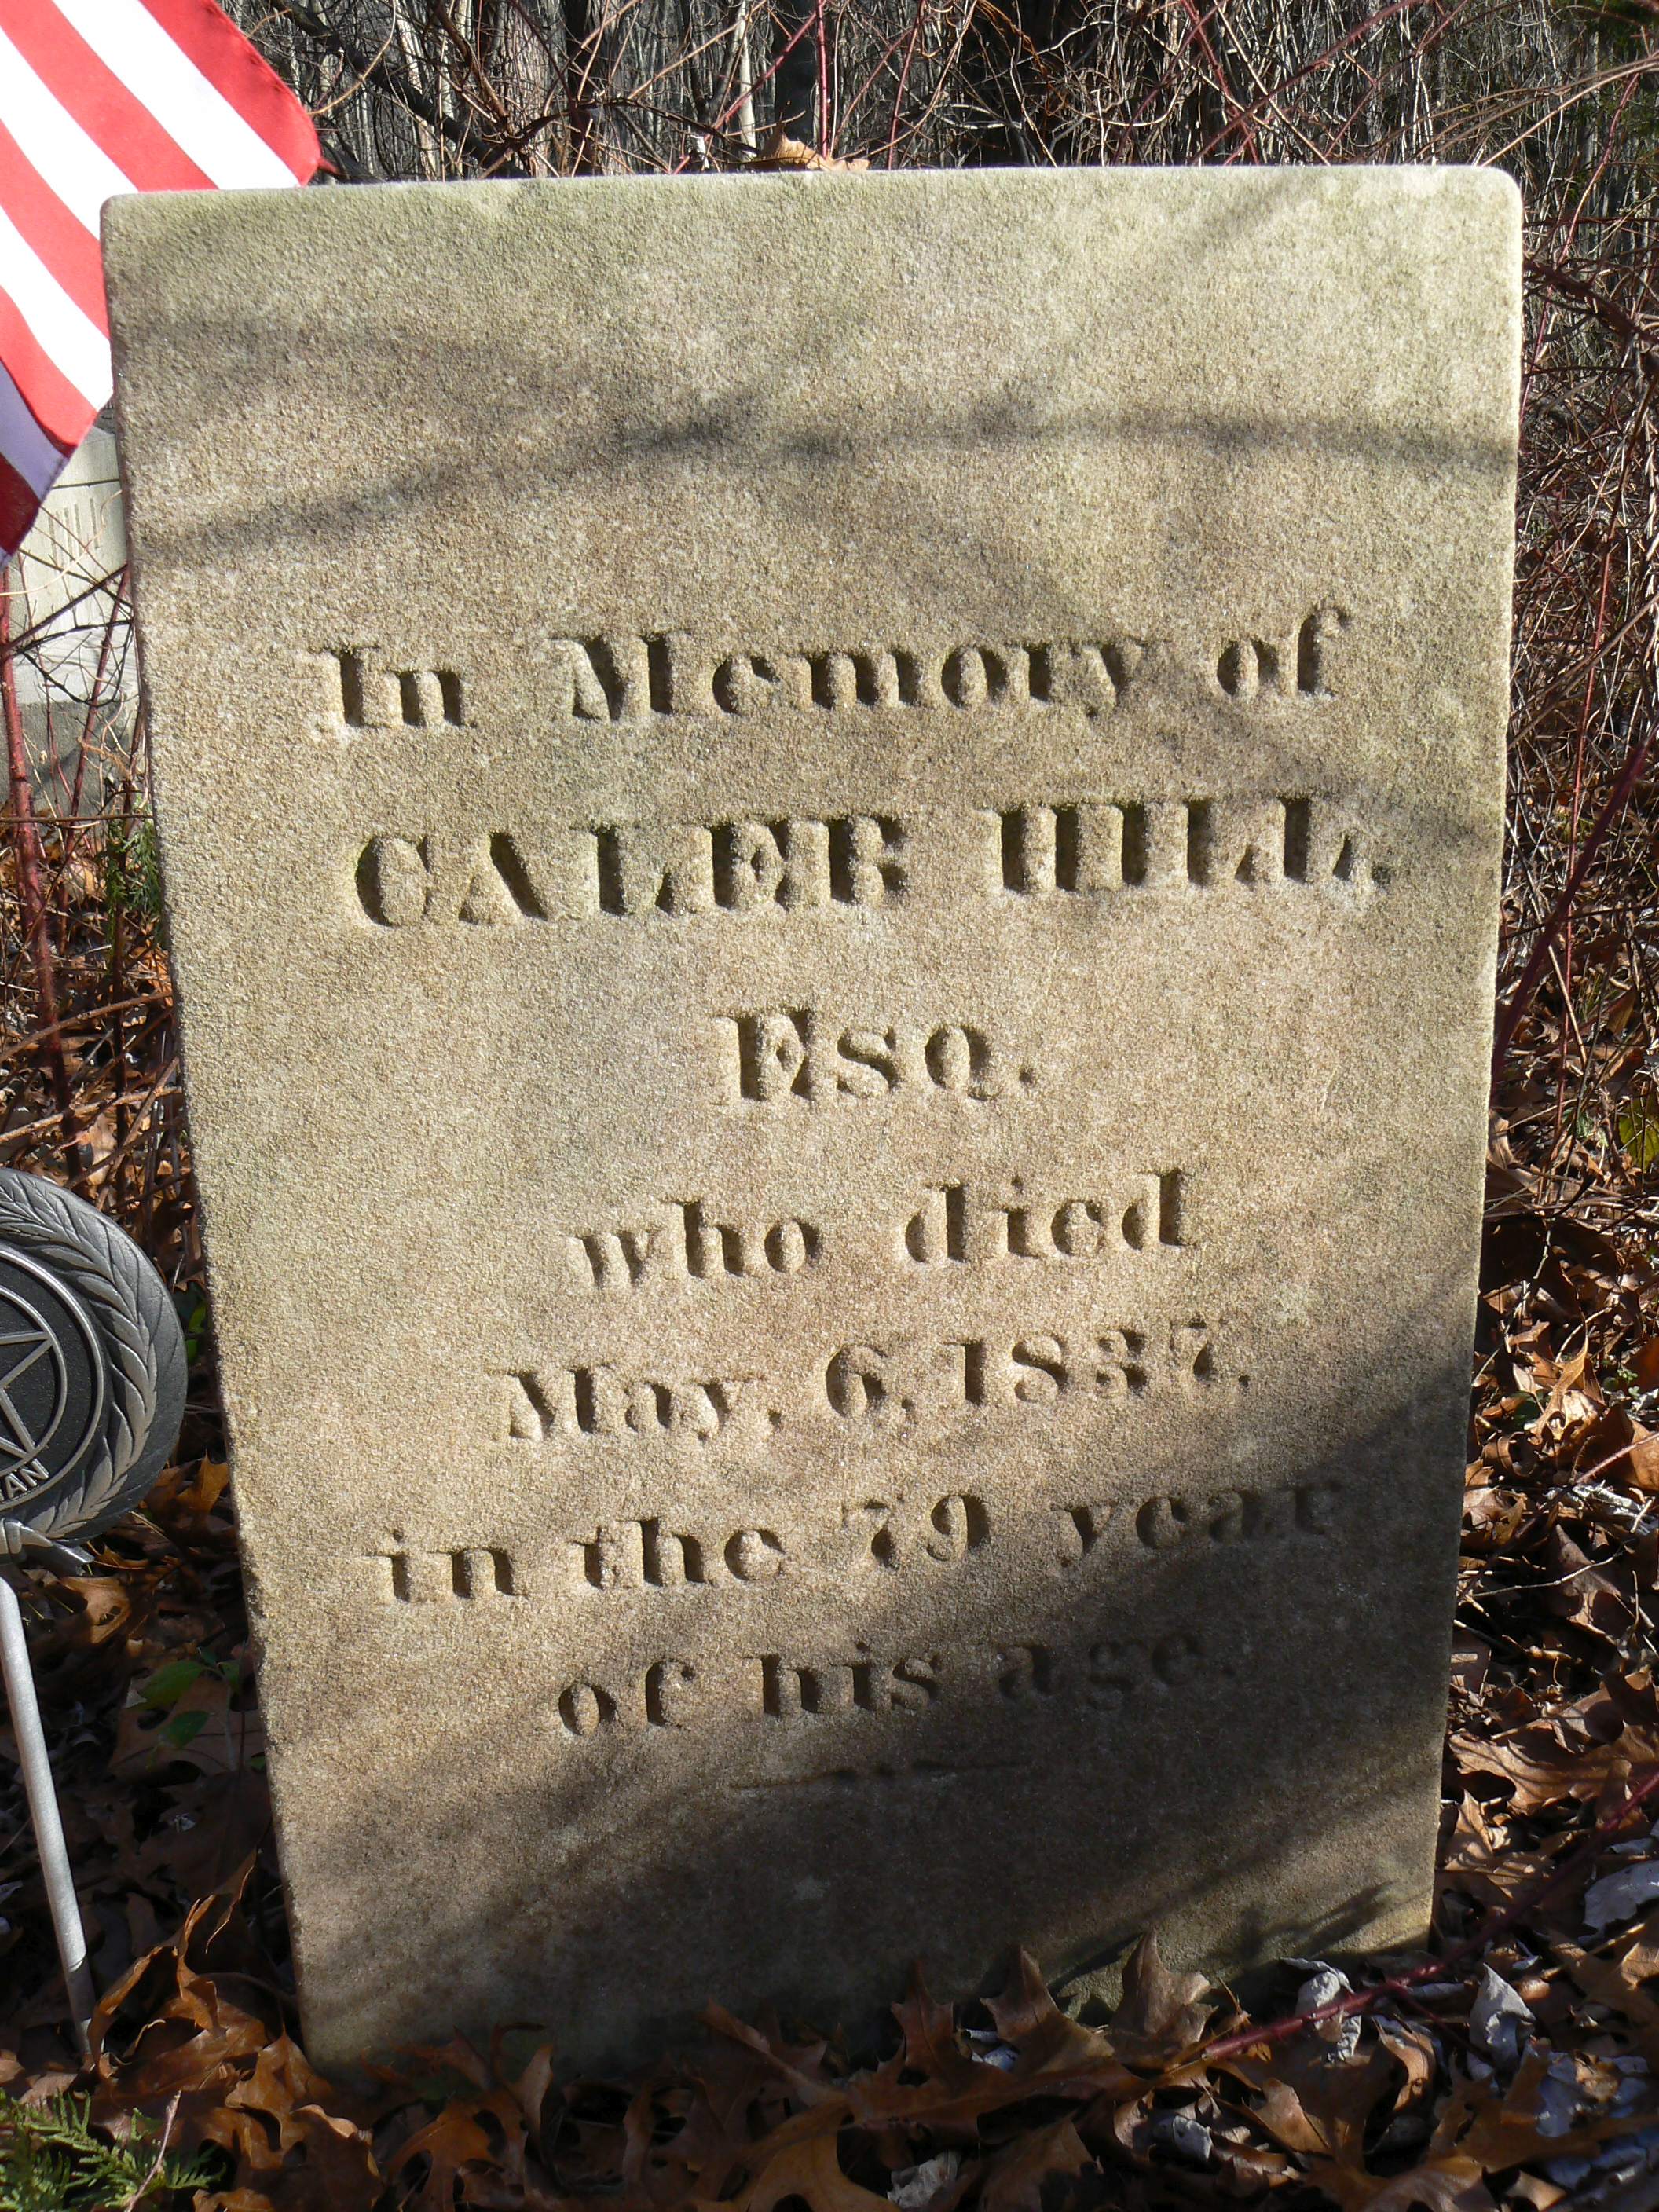 In Memory of
CALEB HILL,
Esq.
who died
May, 6, 1837.
in the 79 year
of his age.